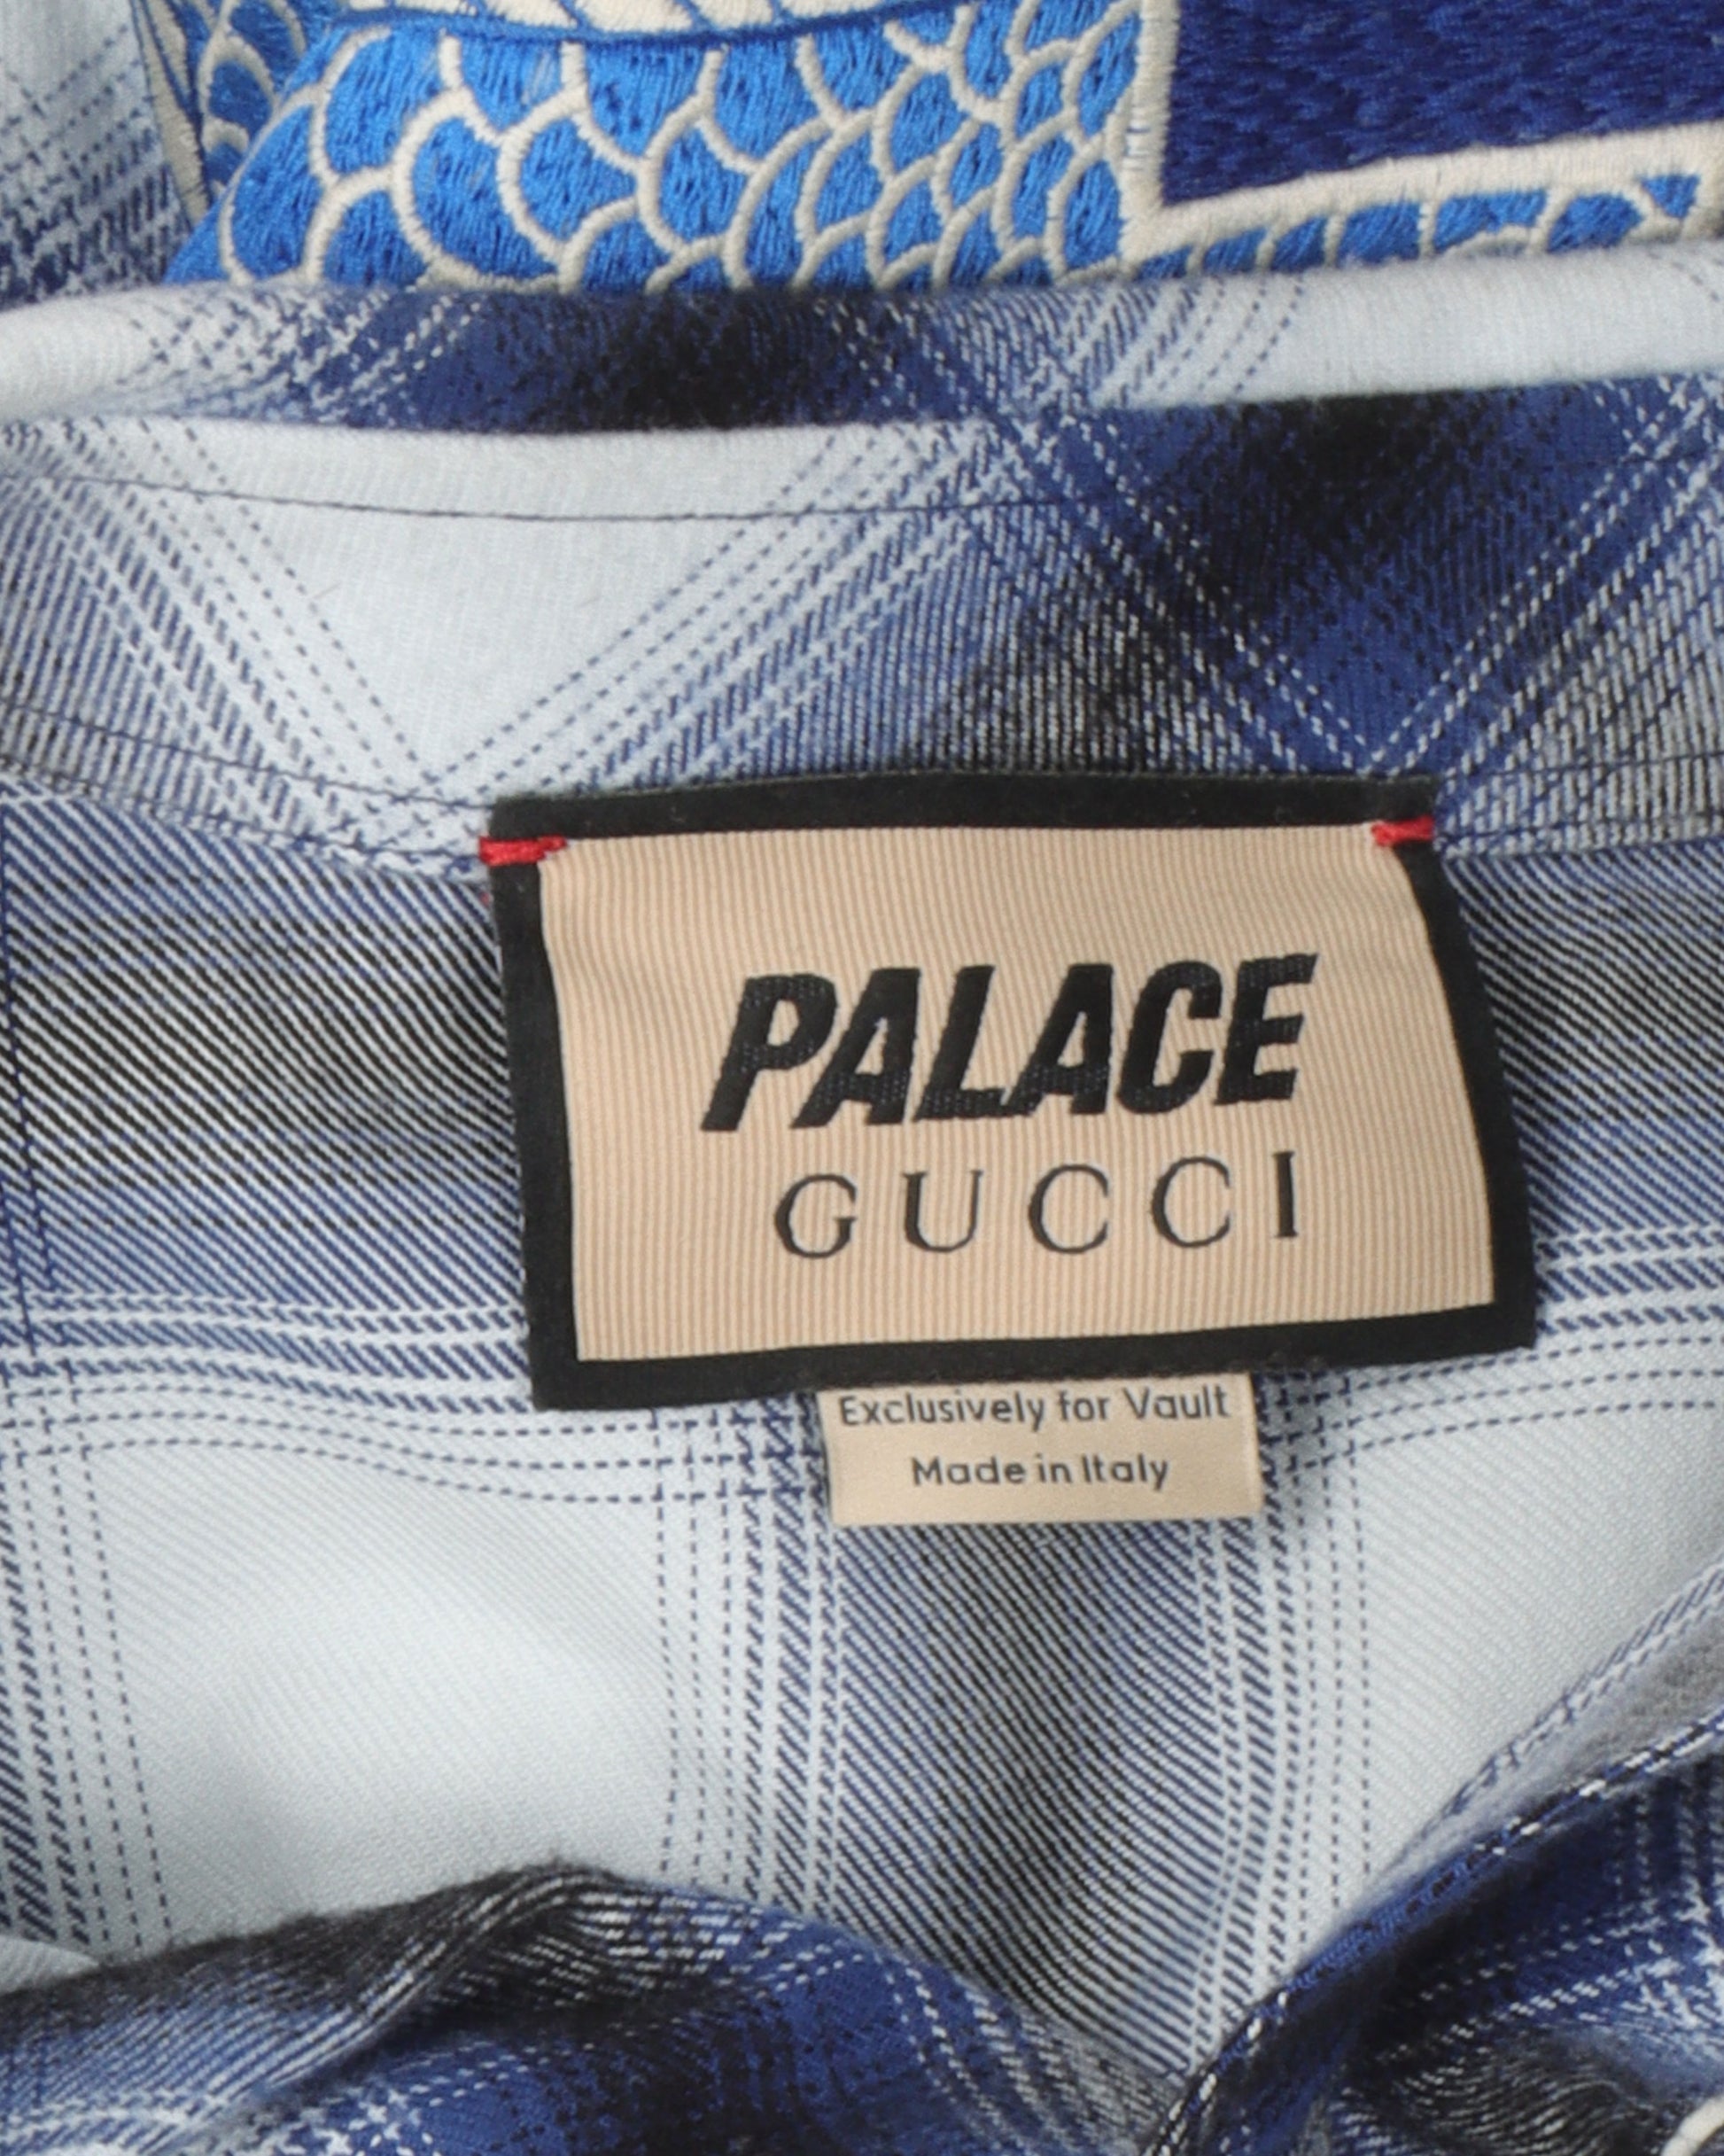 PALACE
GUCCI
Exclusively for Vault
Made in Italy